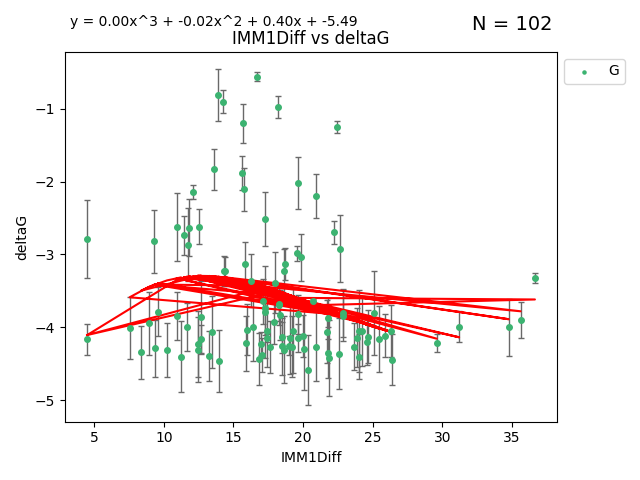 y = 0.00x^3 + -0.02x^2 + 0.40x + -5.49
N = 102
IMM1Diff vs deltaG
G
deltaG
−1
−2
−3
−4
−5
5 10 15 20 25 30 35
IMM1Diff